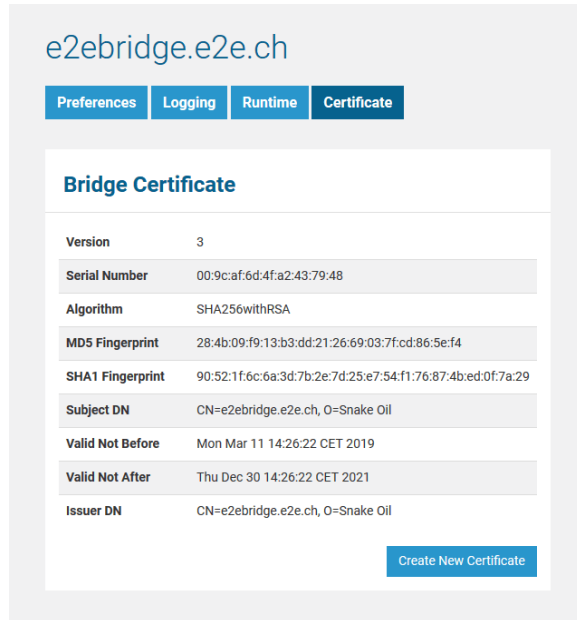 e2ebridge.e2e.ch
Preferences Logging Runtime Certificate
Bridge Certificate
Version 3
Serial Number 00:9c:af:6d:4f:a2:43:79:48
Algorithm SHA256withRSA
MD5 Fingerprint 28:4b:09:f9:13:b3:dd:21:26:69:03:7f:cd:86:5e:f4
SHA1 Fingerprint 90:52:1f:6c:6a:3d:7b:2e:7d:25:e7:54:f1:76:87:4b:ed:0f:7a:29
Subject DN CN=e2ebridge.e2e.ch, O=Snake Oil
Valid Not Before Mon Mar 11 14:26:22 CET 2019
Valid Not After Thu Dec 30 14:26:22 CET 2021
Issuer DN CN=e2ebridge.e2e.ch, O=Snake Oil
Create New Certificate